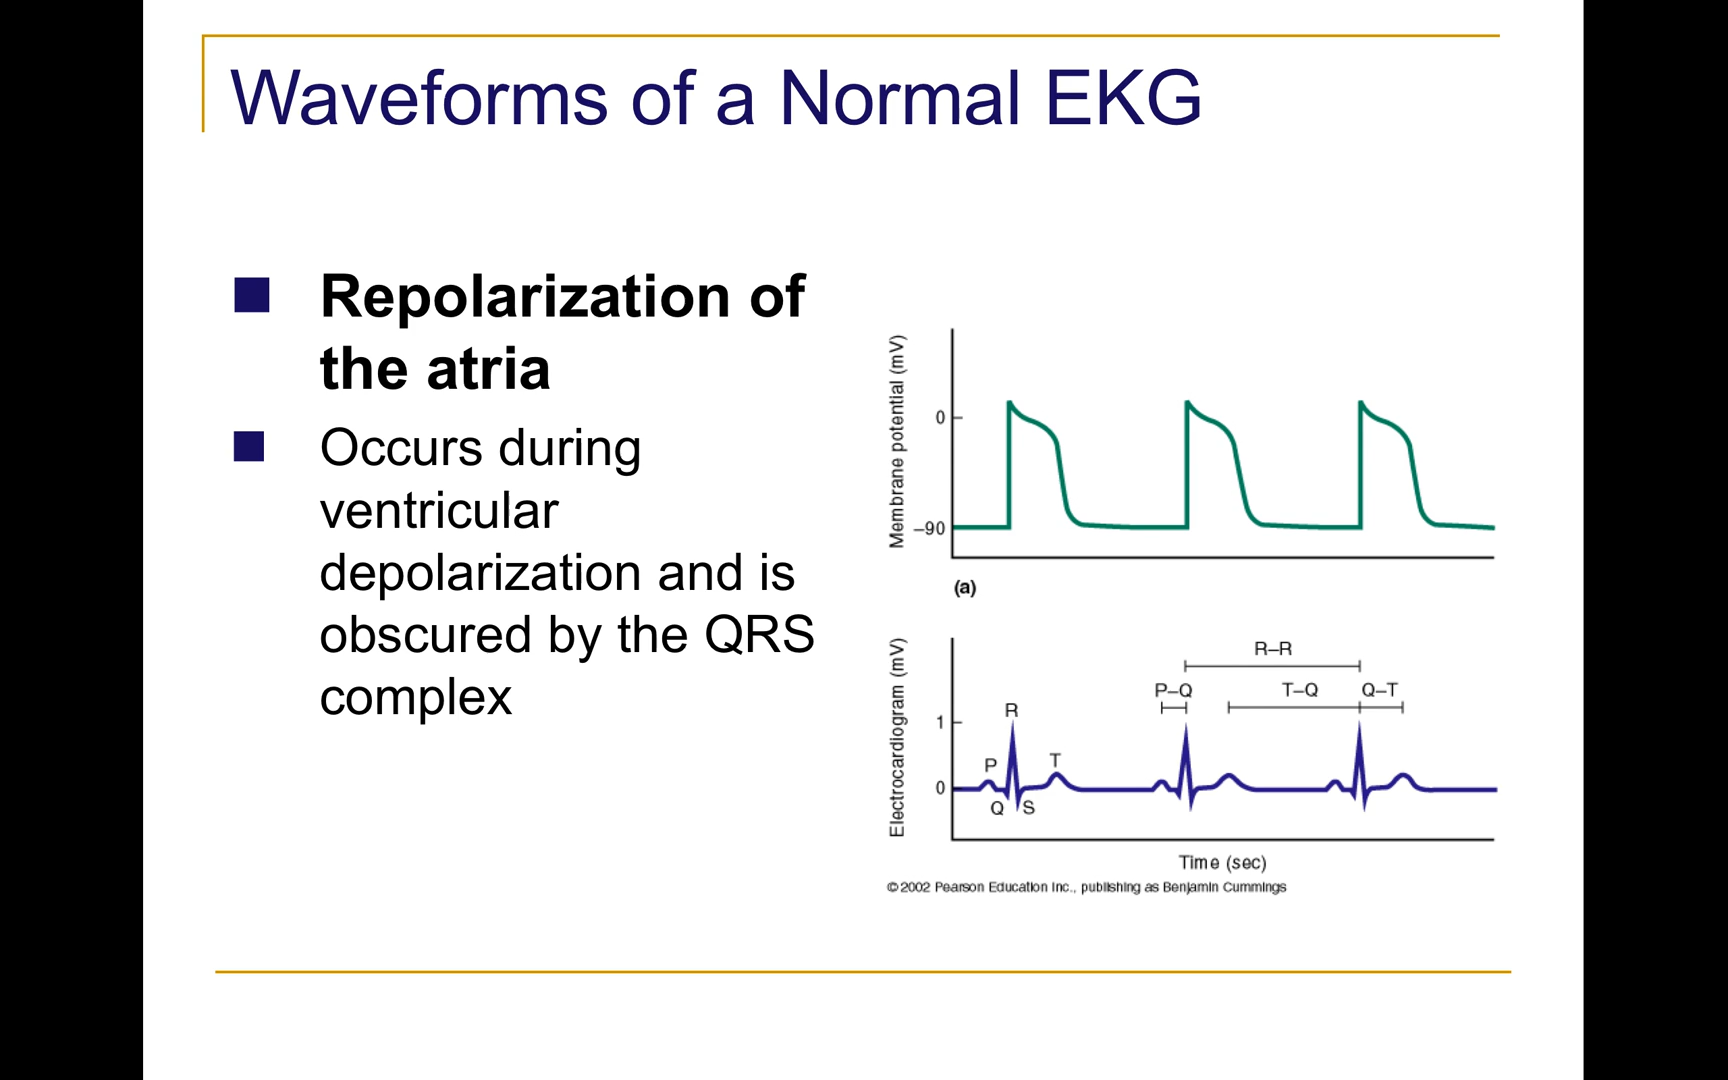 Waveforms of a Normal EKG
Repolarization of
the atria
Occurs during
ventricular
depolarization and is
obscured by the QRS
complex
Membrane potential (mV)
0
–90
(a)
Electrocardiogram (mV)
R–R
P–Q
T–Q
Q–T
R
1
P
T
0
Q
S
Time (sec)
© 2002 Pearson Education Inc., publishing as Benjamin Cummings